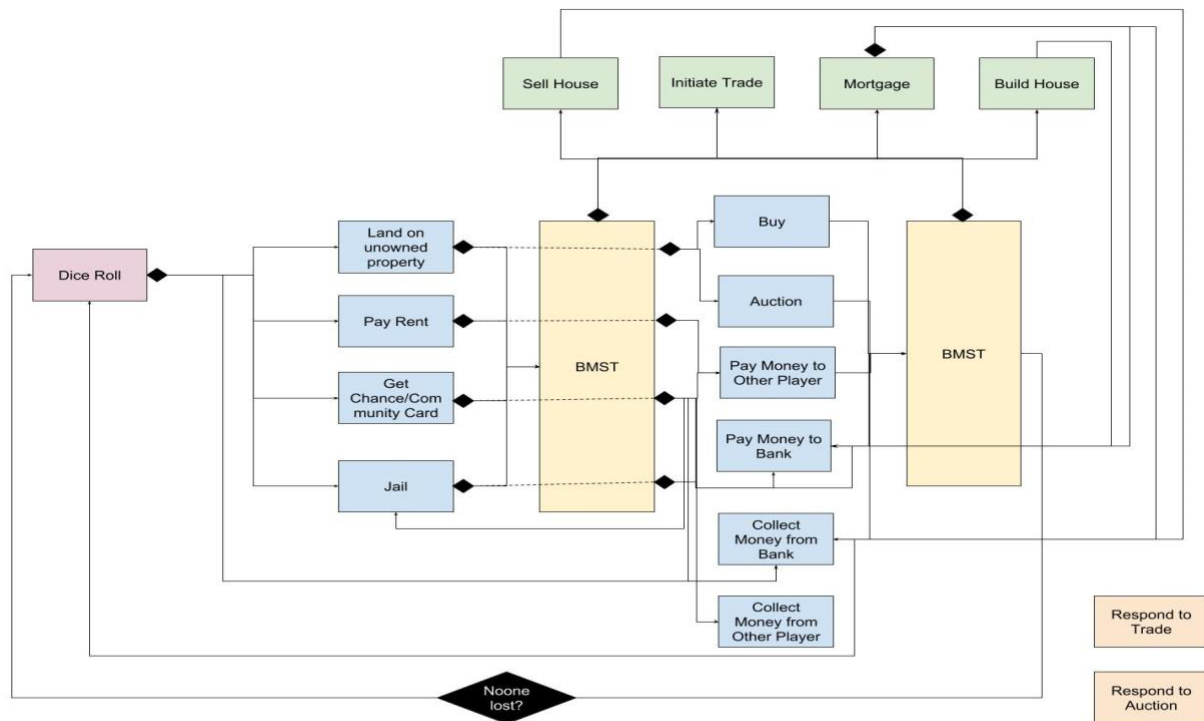 Sell House
Initiate Trade
Mortgage
Build House
Dice Roll
Land on
unowned
property
Pay Rent
Get
Chance/Com
munity Card
Jail
BMST
Buy
Auction
Pay Money to
Other Player
Pay Money to
Bank
Collect
Money from
Bank
Collect
Money from
Other Player
BMST
Noone
lost?
Respond to
Trade
Respond to
Auction